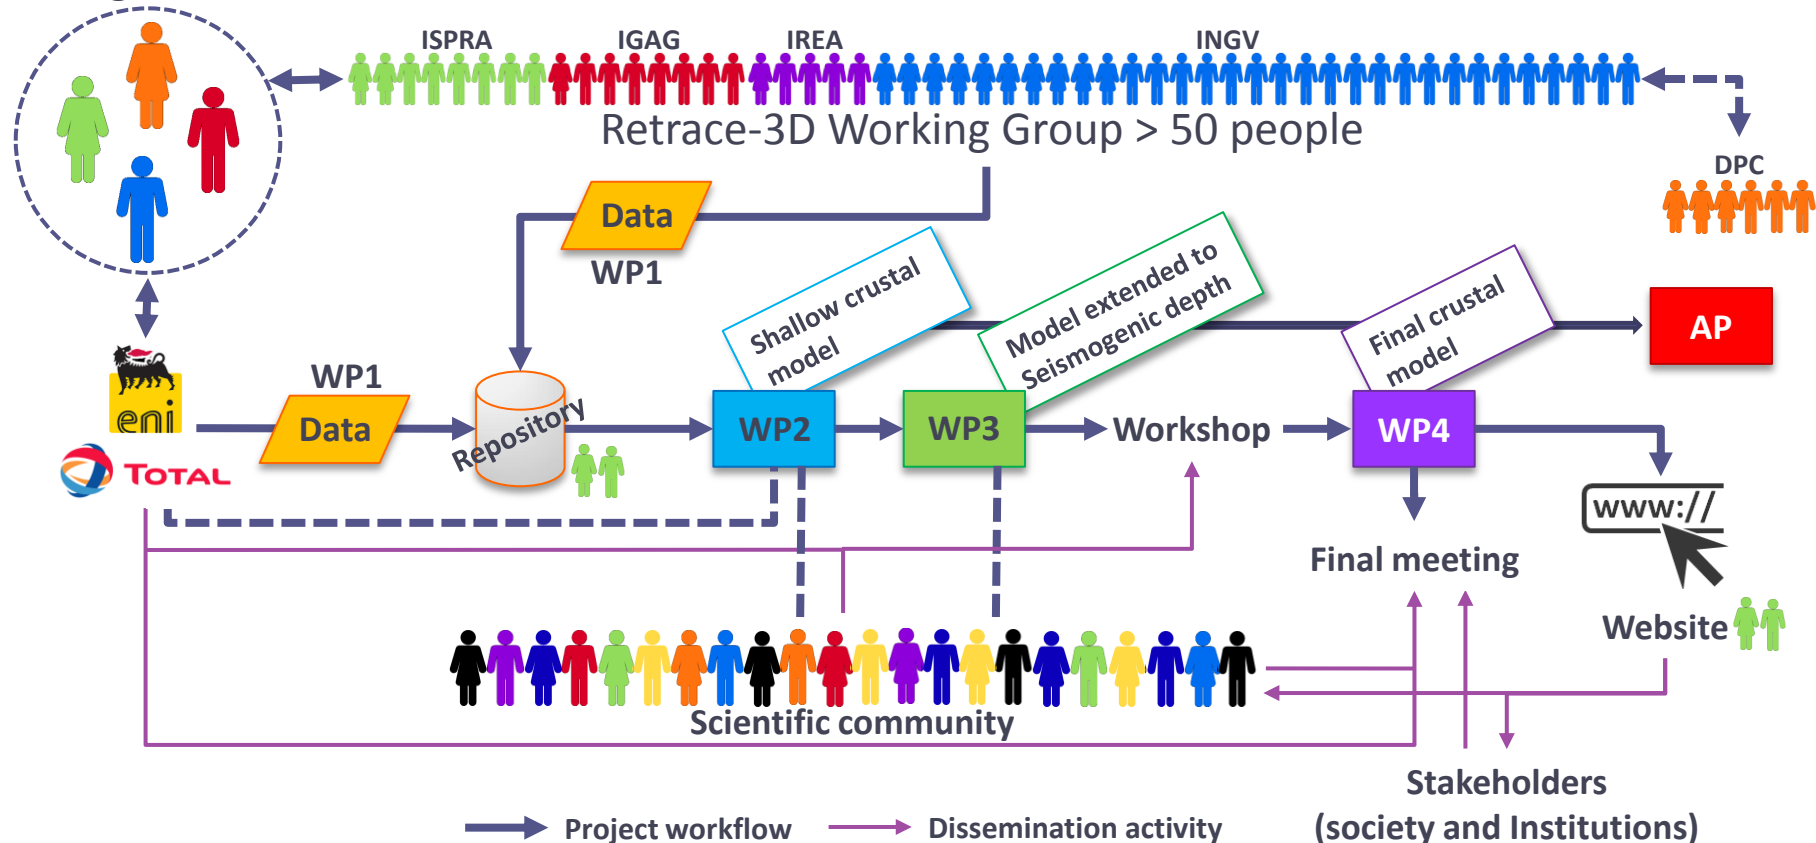 ISPRA
IGAG
IREA
INGV
Retrace-3D Working Group > 50 people
DPC
Data
WP1
Shallow crustal
model
Model extended to
Seismogenic depth
Final crustal
model
AP
eni
TOTAL
WP1
Data
Repository
WP2
WP3
Workshop
WP4
www://
Final meeting
Website
Scientific community
Stakeholders
(society and Institutions)
Project workflow
Dissemination activity